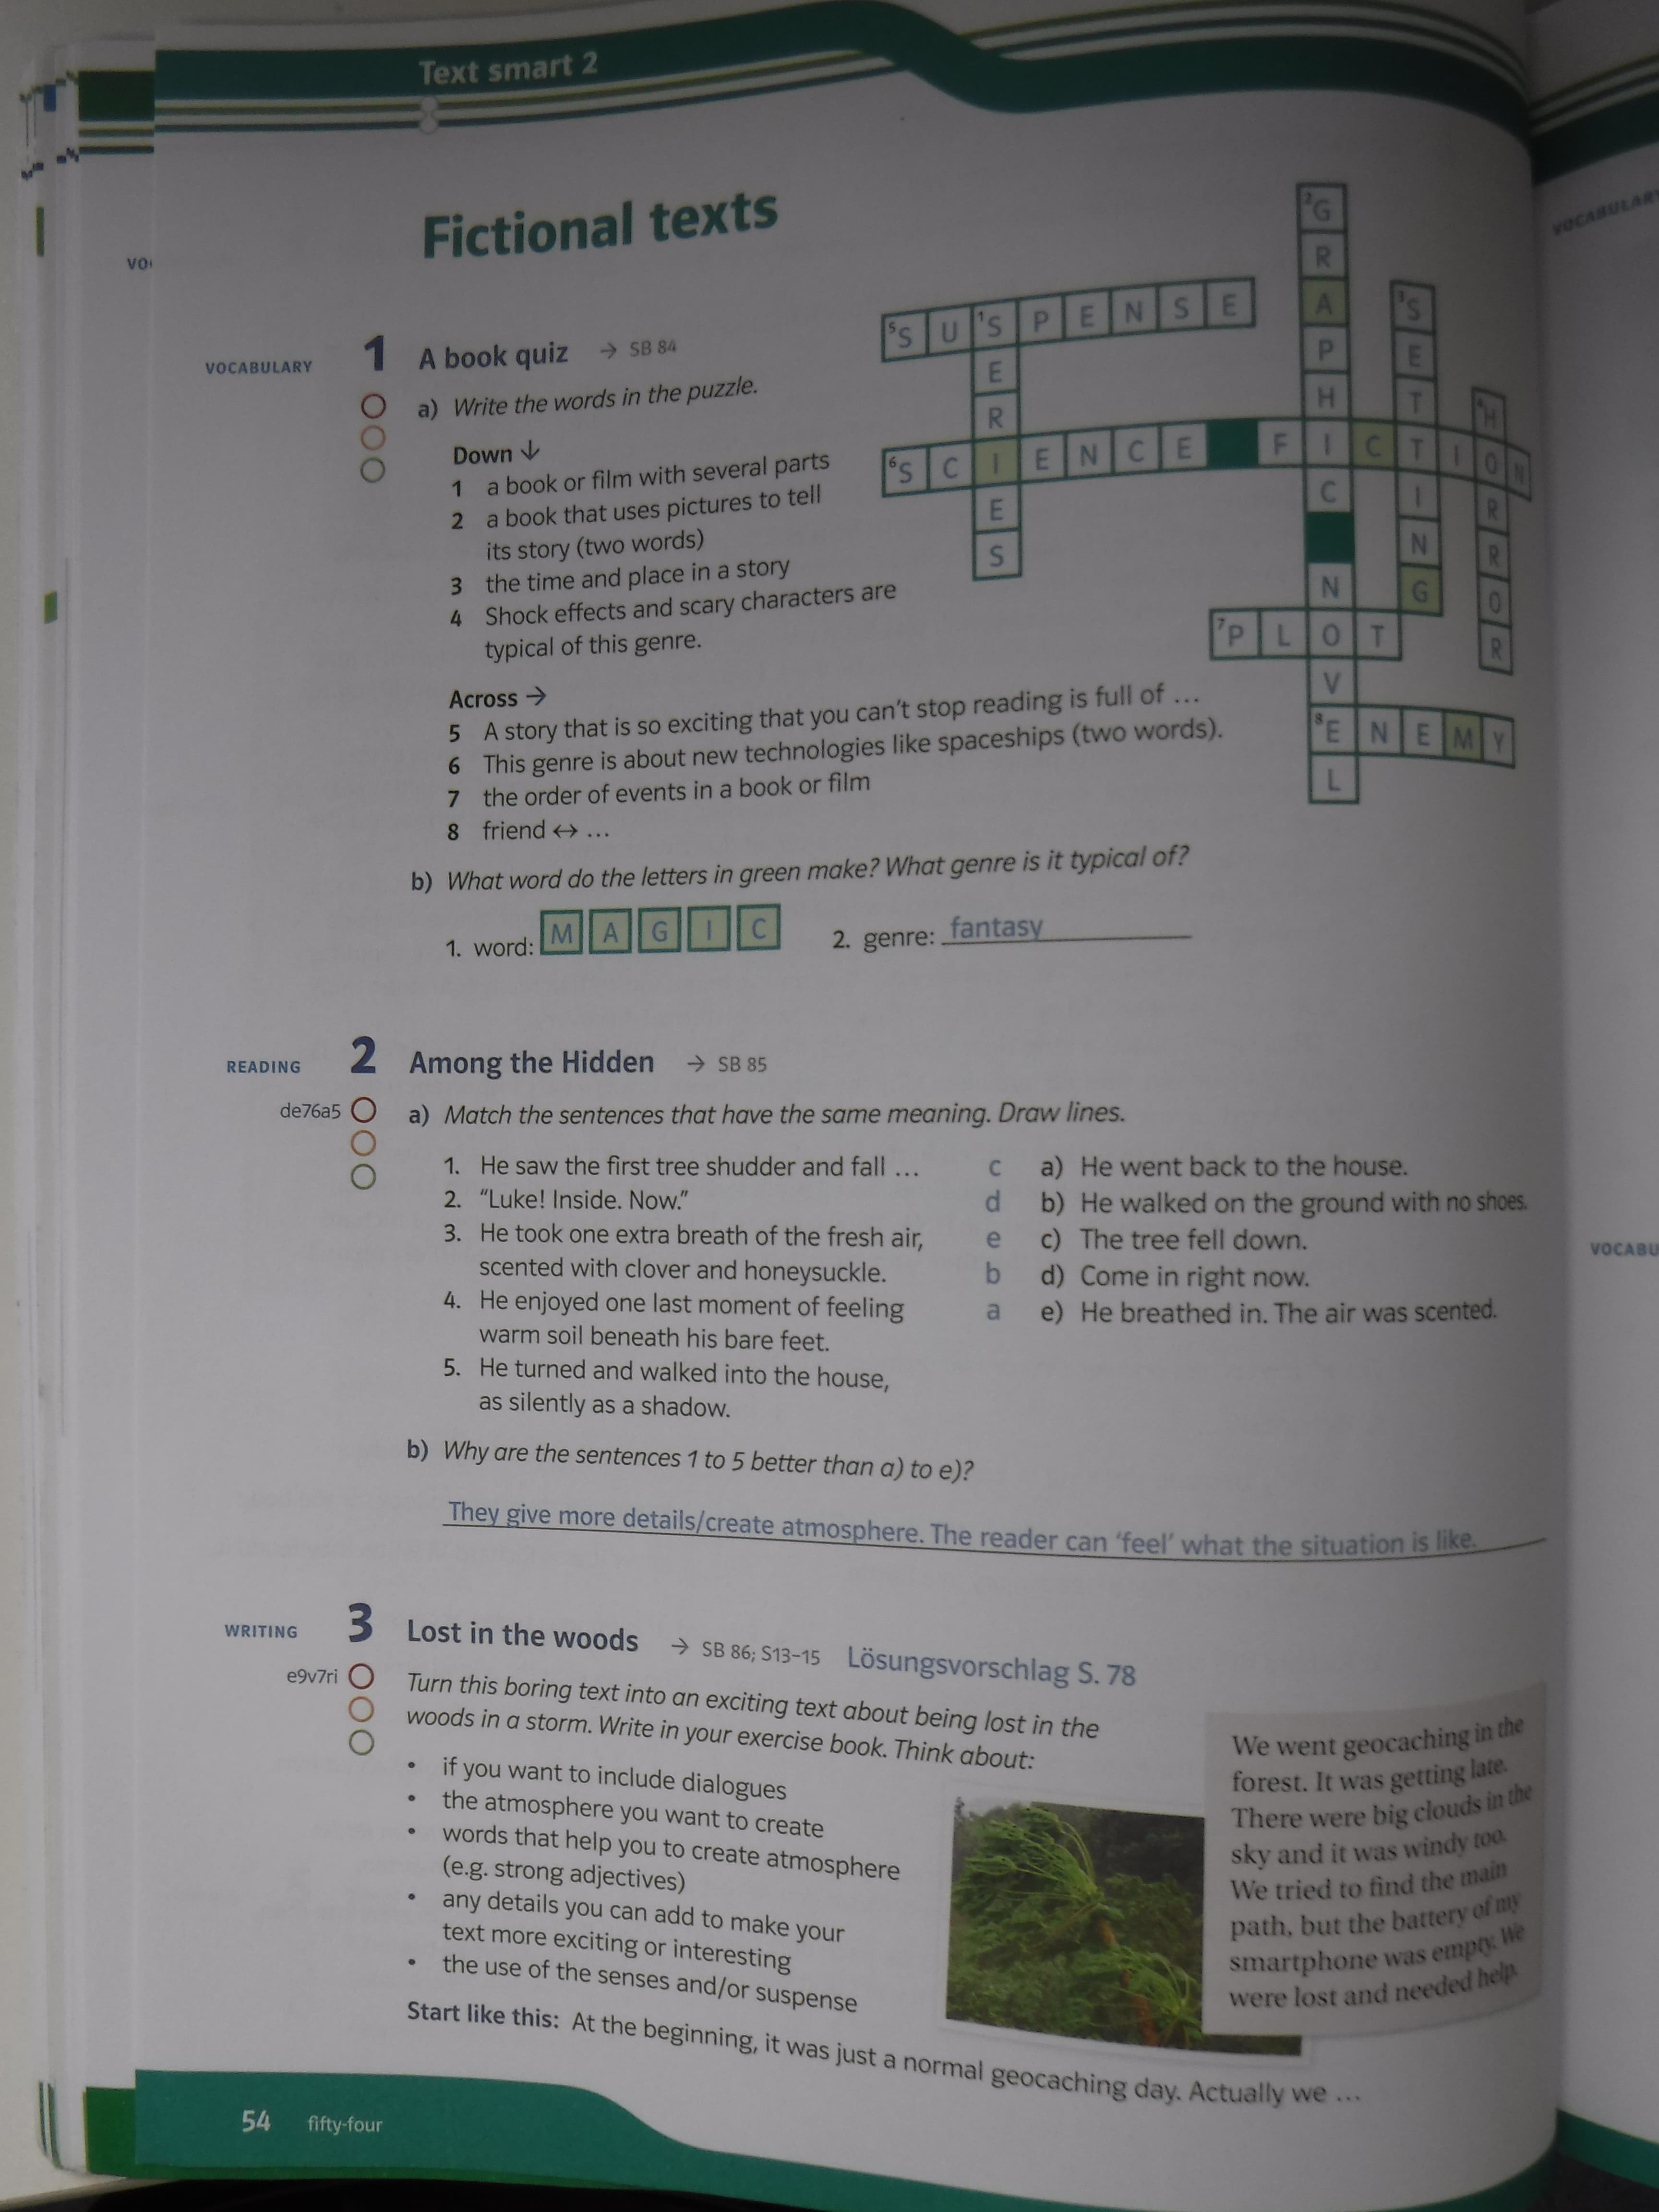 Text smart 2
Fictional texts
VOCABULARY
1 A book quiz → SB 84
a) Write the words in the puzzle.
Down ↓
1 a book or film with several parts
2 a book that uses pictures to tell
its story (two words)
3 the time and place in a story
4 Shock effects and scary characters are
typical of this genre.
Across →
5 A story that is so exciting that you can't stop reading is full of …
6 This genre is about new technologies like spaceships (two words).
7 the order of events in a book or film
8 friend ↔ …
5 SUSPENSE
1 SERIES
2 GRAPHIC NOVEL
3 SETTING
4 HORROR
6 SCIENCE FICTION
7 PLOT
8 ENEMY
b) What word do the letters in green make? What genre is it typical of?
1. word: MAGIC 2. genre: fantasy
READING
2 Among the Hidden → SB 85
de76a5
a) Match the sentences that have the same meaning. Draw lines.
1. He saw the first tree shudder and fall …
2. “Luke! Inside. Now.”
3. He took one extra breath of the fresh air,
scented with clover and honeysuckle.
4. He enjoyed one last moment of feeling
warm soil beneath his bare feet.
5. He turned and walked into the house,
as silently as a shadow.
c a) He went back to the house.
d b) He walked on the ground with no shoes.
e c) The tree fell down.
b d) Come in right now.
a e) He breathed in. The air was scented.
b) Why are the sentences 1 to 5 better than a) to e)?
They give more details/create atmosphere. The reader can ‘feel’ what the situation is like.
WRITING
3 Lost in the woods → SB 86; S13–15 Lösungsvorschlag S. 78
e9v7ri
Turn this boring text into an exciting text about being lost in the
woods in a storm. Write in your exercise book. Think about:
• if you want to include dialogues
• the atmosphere you want to create
• words that help you to create atmosphere
(e.g. strong adjectives)
• any details you can add to make your
text more exciting or interesting
• the use of the senses and/or suspense
Start like this: At the beginning, it was just a normal geocaching day. Actually we …
We went geocaching in the
forest. It was getting late.
There were big clouds in the
sky and it was windy too.
We tried to find the main
path, but the battery of my
smartphone was empty. We
were lost and needed help.
54 fifty-four